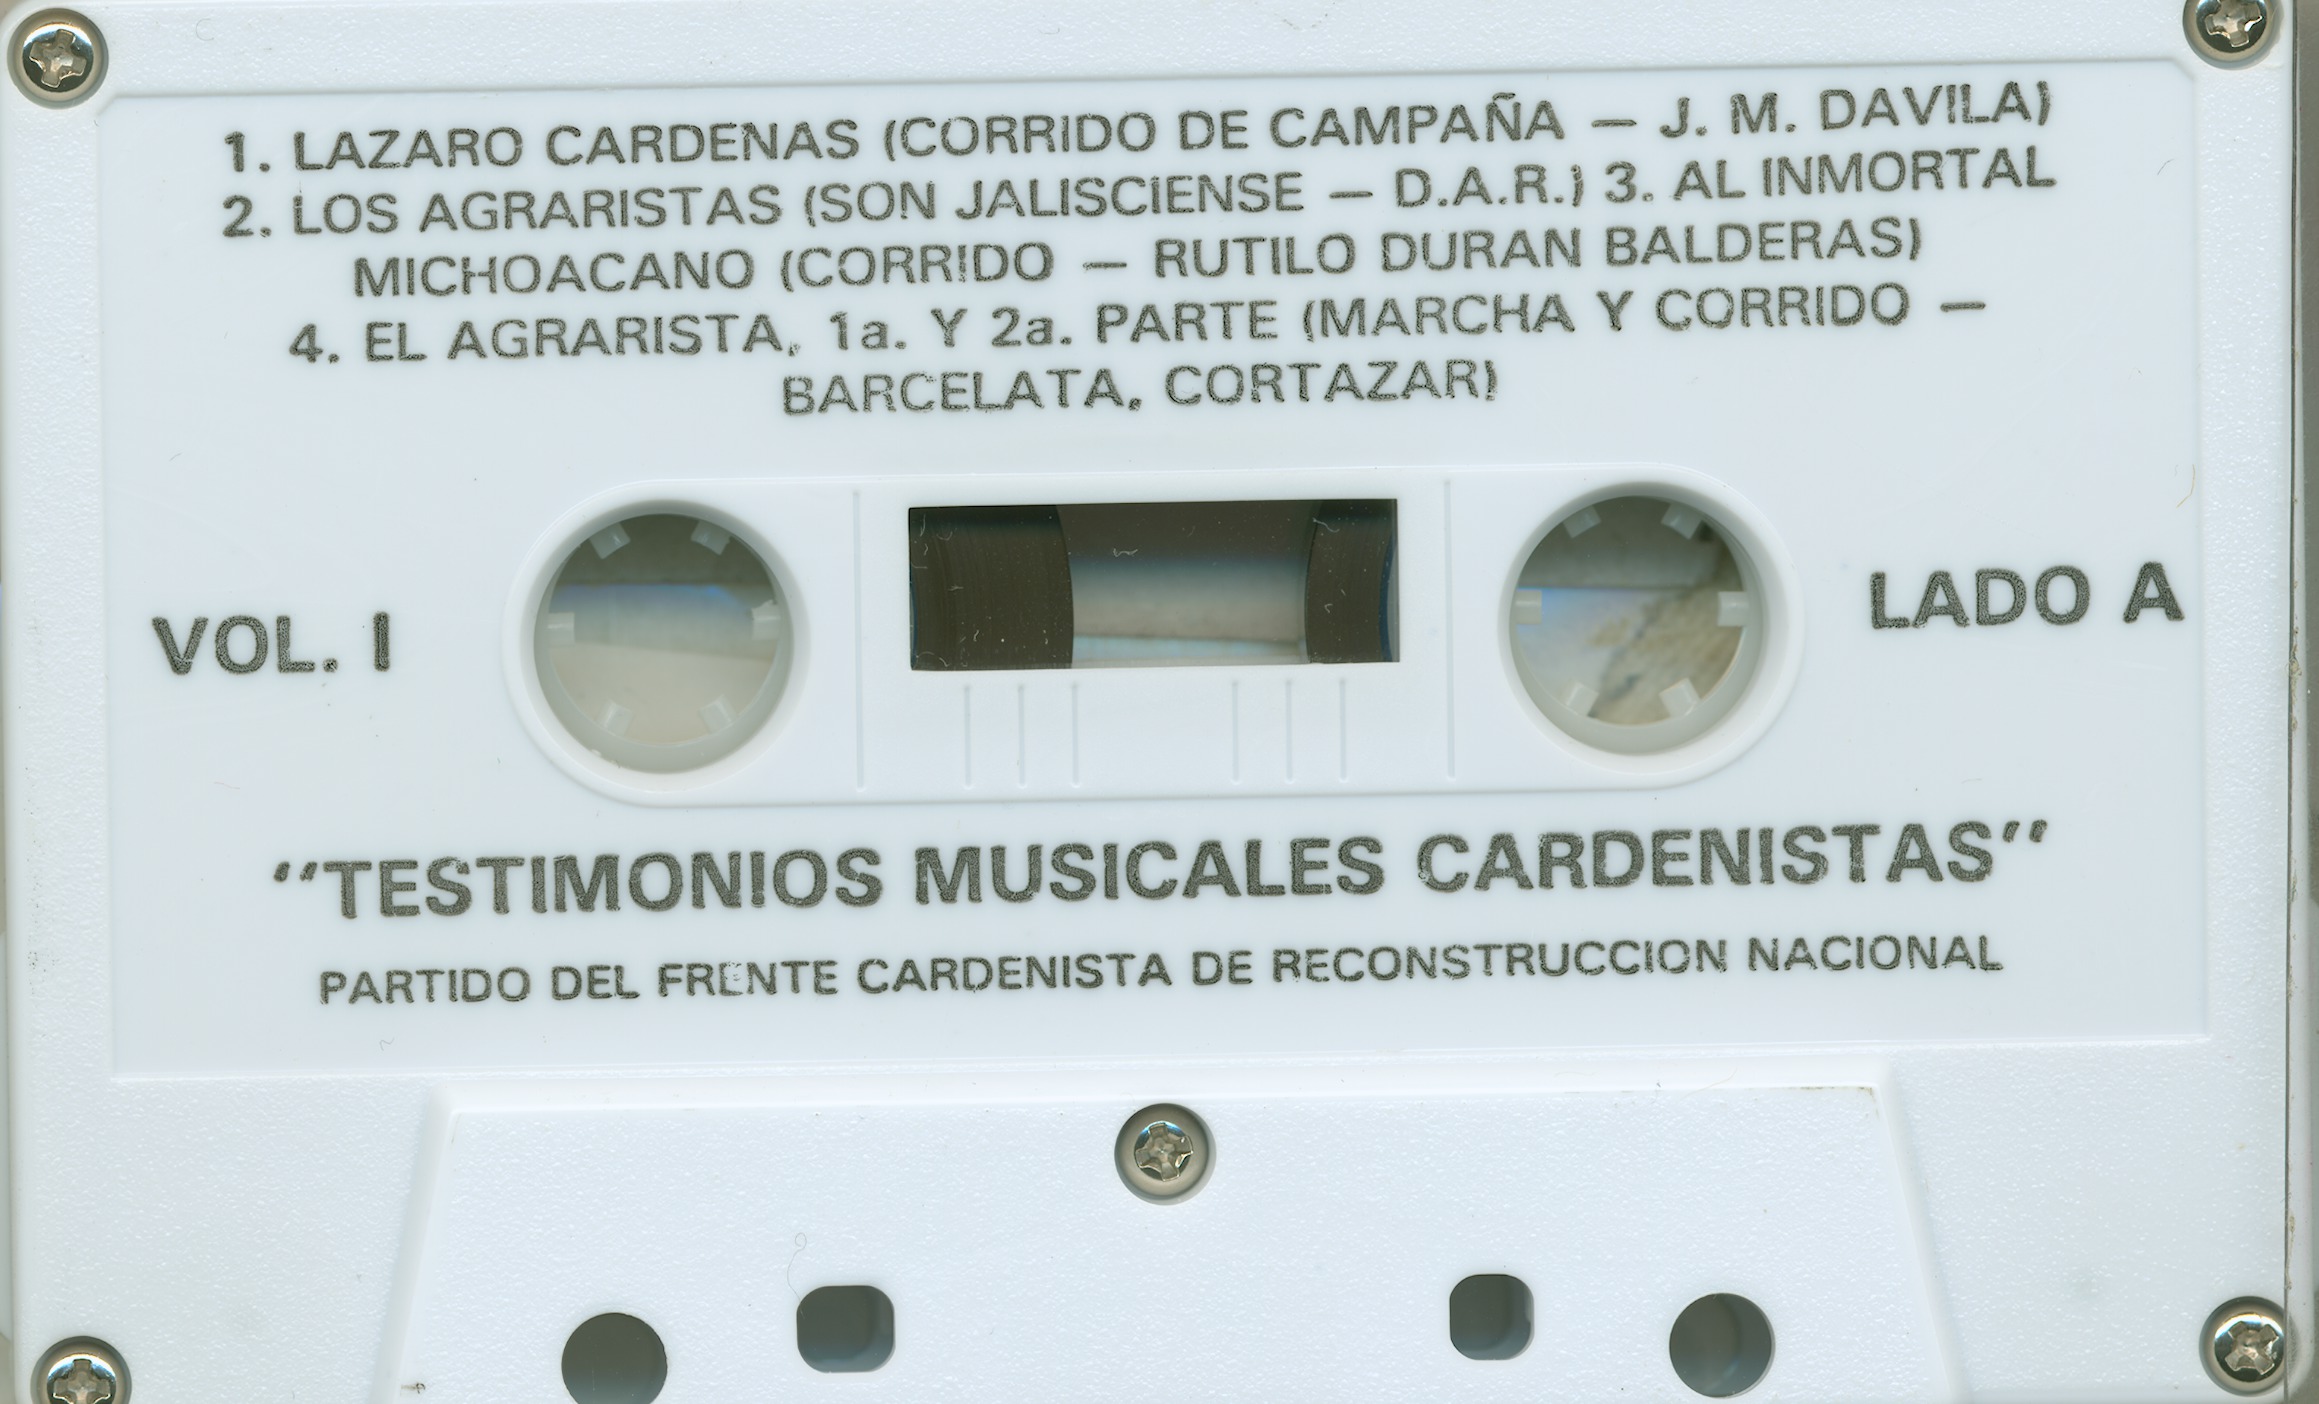 1. LAZARO CARDENAS (CORRIDO DE CAMPAÑA — J. M. DAVILA)
2. LOS AGRARISTAS (SON JALISCIENSE — D.A.R.) 3. AL INMORTAL
MICHOACANO (CORRIDO — RUTILO DURAN BALDERAS)
4. EL AGRARISTA, 1a. Y 2a. PARTE (MARCHA Y CORRIDO —
BARCELATA, CORTAZAR)
VOL. I
LADO A
"TESTIMONIOS MUSICALES CARDENISTAS"
PARTIDO DEL FRENTE CARDENISTA DE RECONSTRUCCION NACIONAL